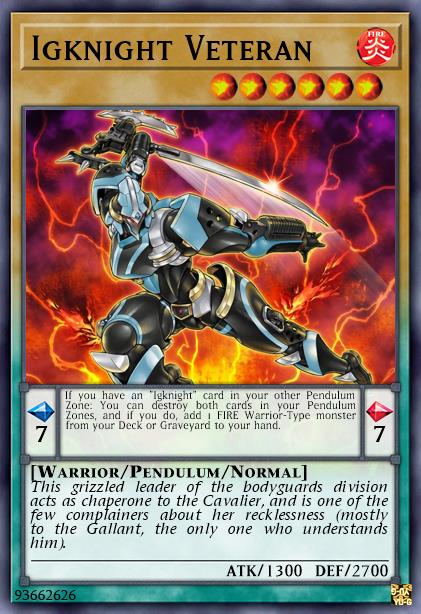 Igknight Veteran
FIRE
炎
If you have an "Igknight" card in your other Pendulum
Zone: You can destroy both cards in your Pendulum
Zones, and if you do, add 1 FIRE Warrior-Type monster
from your Deck or Graveyard to your hand.
7
7
[Warrior/Pendulum/Normal]
This grizzled leader of the bodyguards division
acts as chaperone to the Cavalier, and is one of the
few complainers about her recklessness (mostly
to the Gallant, the only one who understands
him).
ATK/1300 DEF/2700
93662626